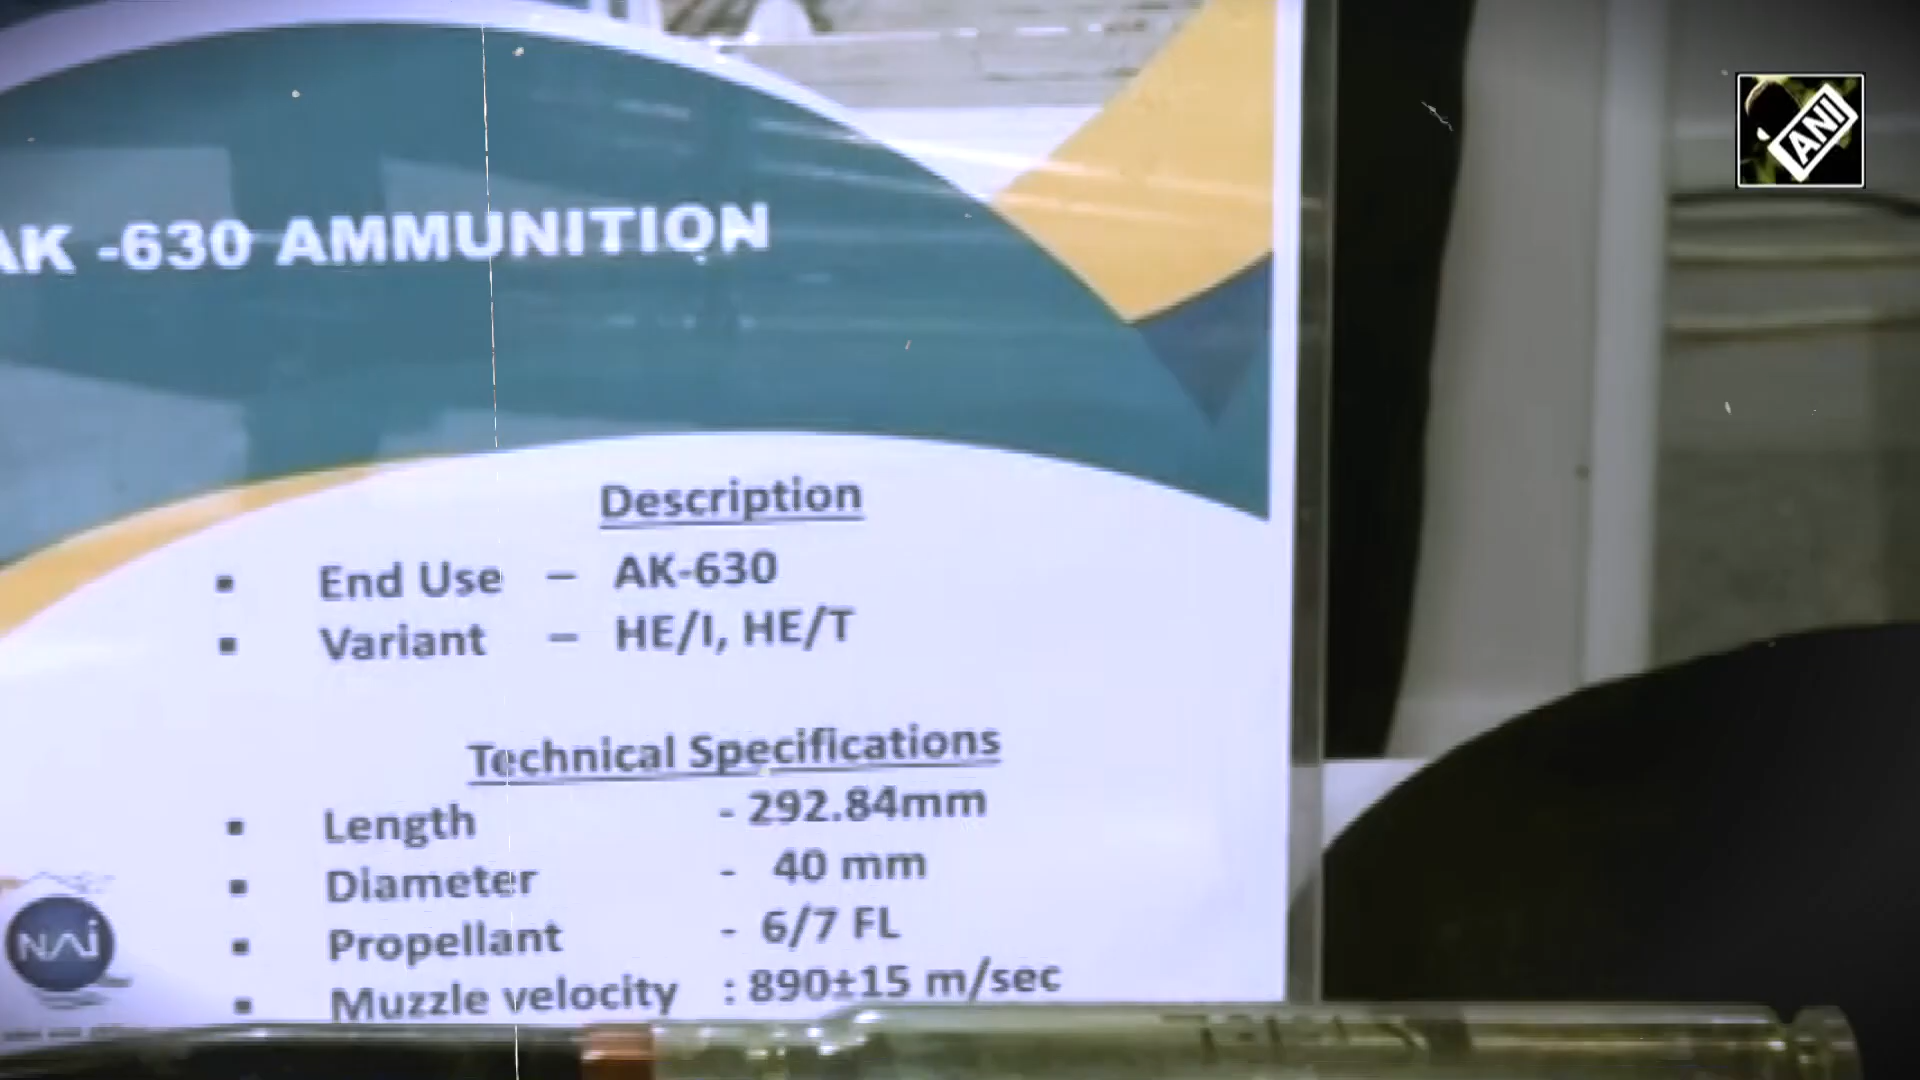 ANI
AK -630 AMMUNITION
Description
▪ End Use – AK-630
▪ Variant – HE/I, HE/T
Technical Specifications
▪ Length - 292.84mm
▪ Diameter - 40 mm
▪ Propellant - 6/7 FL
▪ Muzzle velocity : 890±15 m/sec
NAI